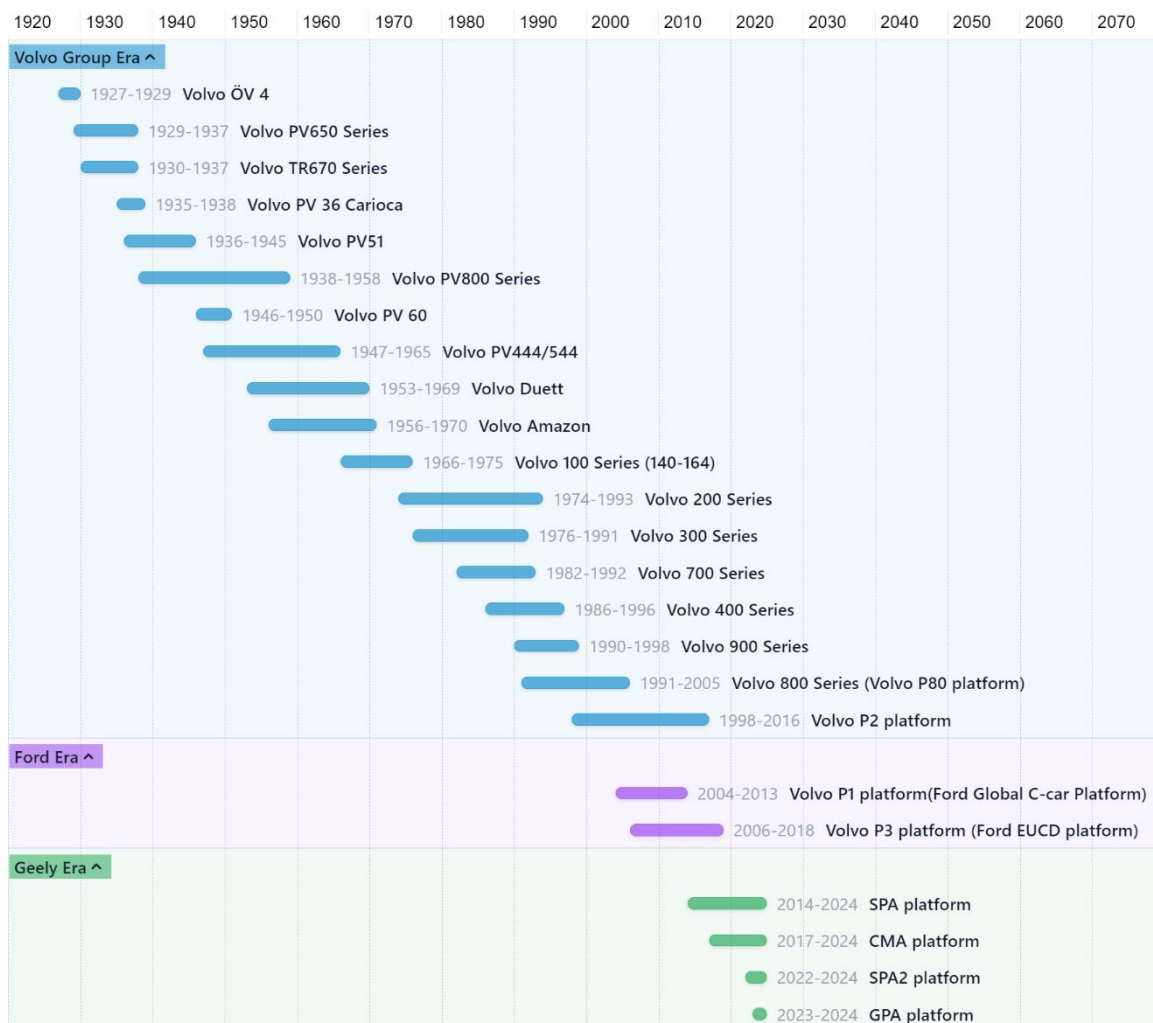 1920 1930 1940 1950 1960 1970 1980 1990 2000 2010 2020 2030 2040 2050 2060 2070
Volvo Group Era ^
1927-1929 Volvo ÖV 4
1929-1937 Volvo PV650 Series
1930-1937 Volvo TR670 Series
1935-1938 Volvo PV 36 Carioca
1936-1945 Volvo PV51
1938-1958 Volvo PV800 Series
1946-1950 Volvo PV 60
1947-1965 Volvo PV444/544
1953-1969 Volvo Duett
1956-1970 Volvo Amazon
1966-1975 Volvo 100 Series (140-164)
1974-1993 Volvo 200 Series
1976-1991 Volvo 300 Series
1982-1992 Volvo 700 Series
1986-1996 Volvo 400 Series
1990-1998 Volvo 900 Series
1991-2005 Volvo 800 Series (Volvo P80 platform)
1998-2016 Volvo P2 platform
Ford Era ^
2004-2013 Volvo P1 platform(Ford Global C-car Platform)
2006-2018 Volvo P3 platform (Ford EUCD platform)
Geely Era ^
2014-2024 SPA platform
2017-2024 CMA platform
2022-2024 SPA2 platform
2023-2024 GPA platform